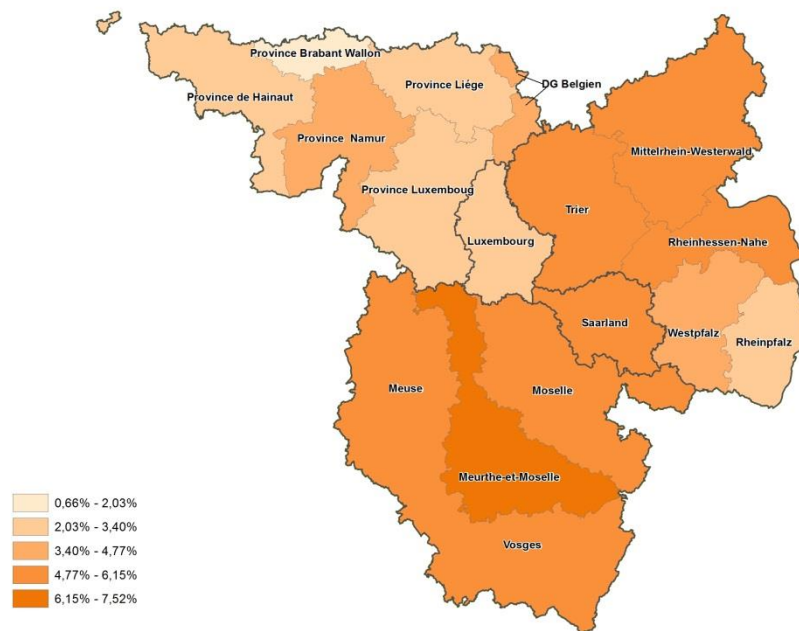 Province Brabant Wallon
Province de Hainaut
Province Liége
DG Belgien
Province Namur
Province Luxemboug
Luxembourg
Mittelrhein-Westerwald
Trier
Rheinhessen-Nahe
Saarland
Westpfalz
Rheinpfalz
Meuse
Moselle
Meurthe-et-Moselle
Vosges
0,66% - 2,03%
2,03% - 3,40%
3,40% - 4,77%
4,77% - 6,15%
6,15% - 7,52%